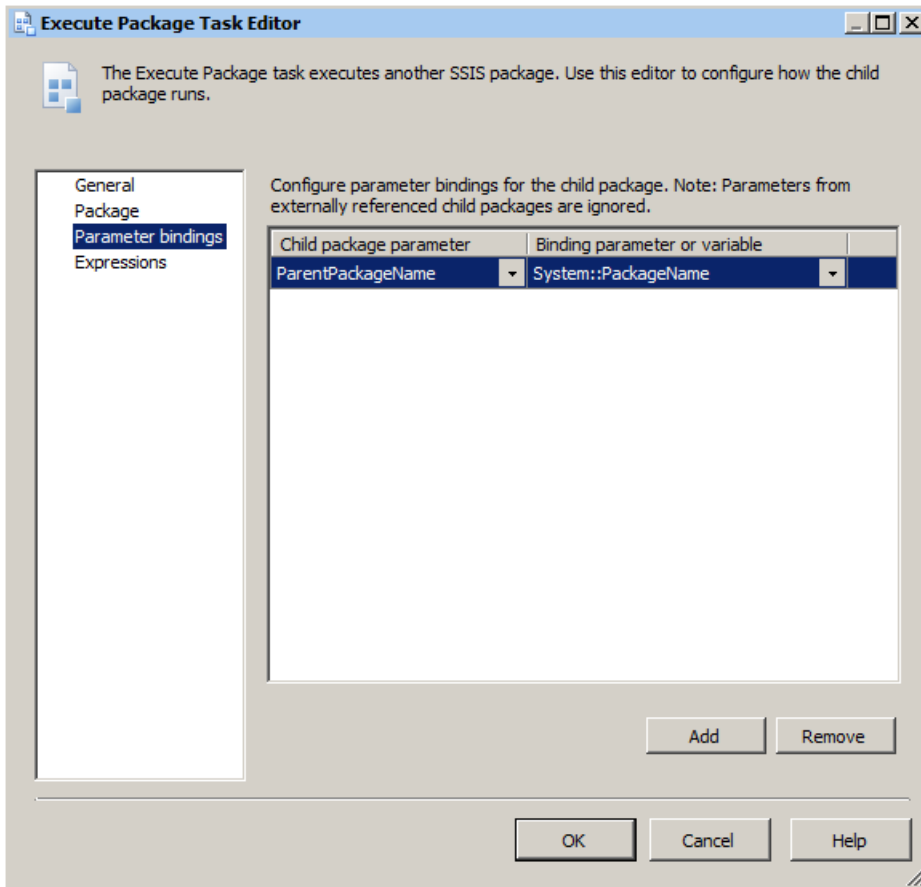 Execute Package Task Editor
The Execute Package task executes another SSIS package. Use this editor to configure how the child
package runs.
General
Package
Parameter bindings
Expressions
Configure parameter bindings for the child package. Note: Parameters from
externally referenced child packages are ignored.
Child package parameter Binding parameter or variable
ParentPackageName System::PackageName
Add Remove
OK Cancel Help